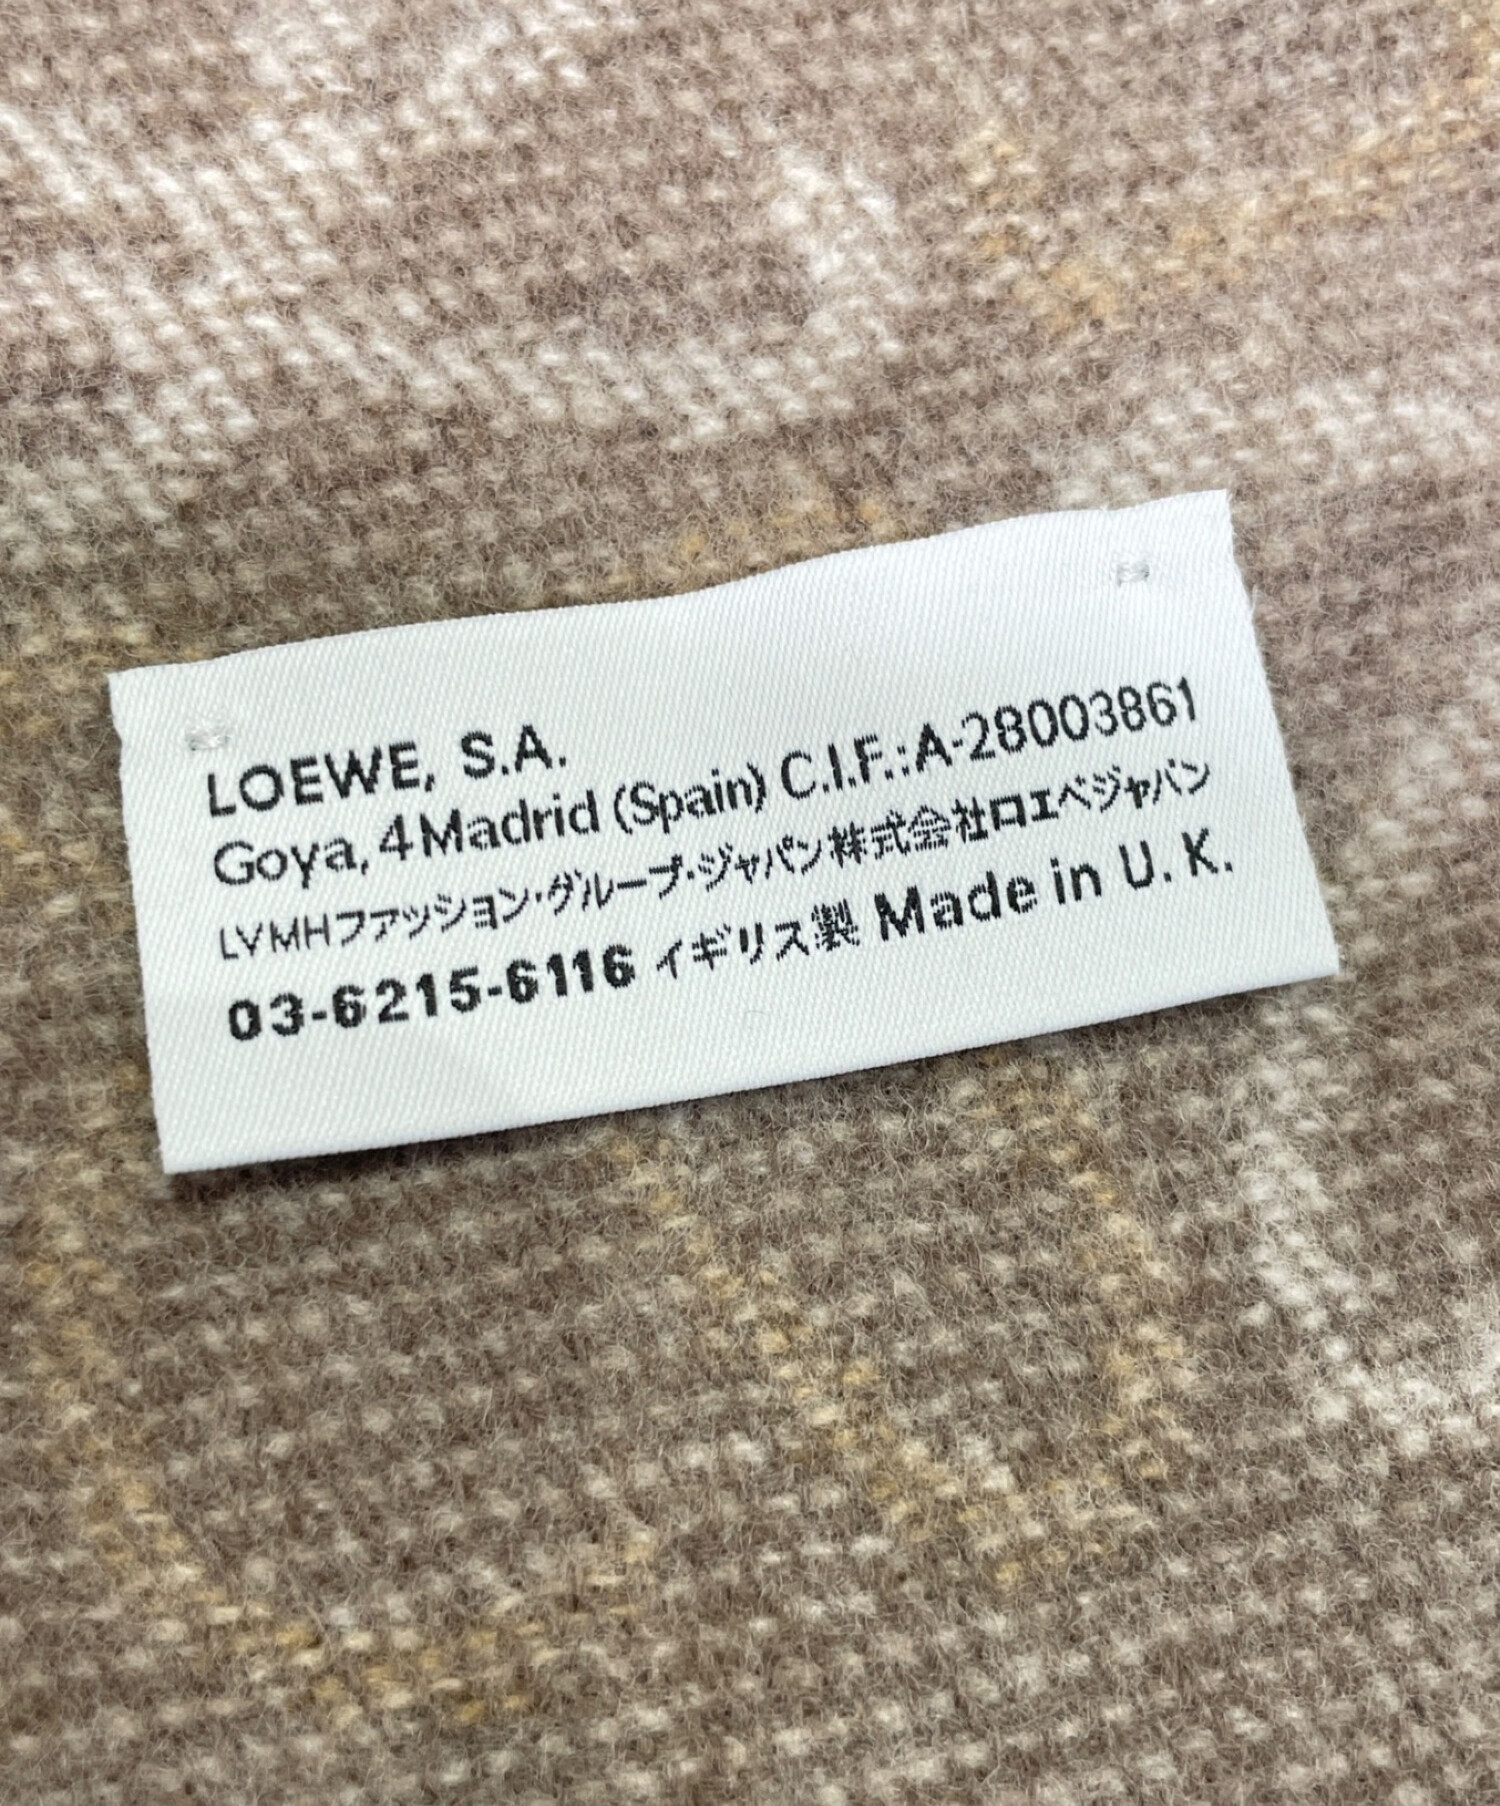 LOEWE, S.A.
Goya, 4 Madrid (Spain) C.I.F.: A-28003861
LVMHファッション・グループ・ジャパン株式会社ロエベジャパン
03-6215-6116 イギリス製 Made in U.K.